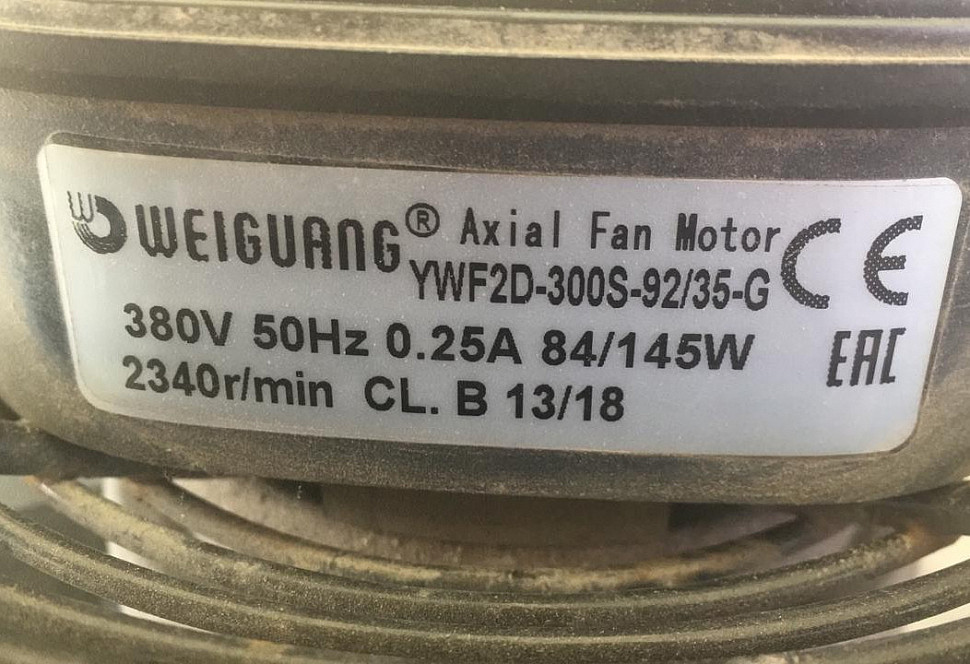 WEIGUANG® Axial Fan Motor CE
YWF2D-300S-92/35-G
380V 50Hz 0.25A 84/145W EAC
2340r/min CL. B 13/18